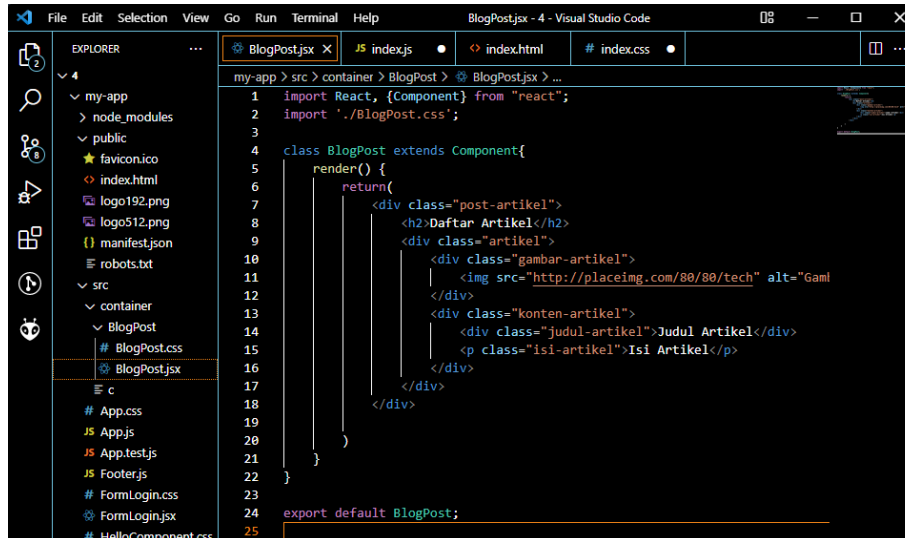 File Edit Selection View Go Run Terminal Help BlogPost.jsx - 4 - Visual Studio Code
EXPLORER ...
BlogPost.jsx JS index.js <> index.html # index.css
2
4
my-app
node_modules
public
favicon.ico
<> index.html
logo192.png
logo512.png
{} manifest.json
robots.txt
src
container
BlogPost
# BlogPost.css
BlogPost.jsx
c
# App.css
JS App.js
JS App.test.js
JS Footer.js
# FormLogin.css
FormLogin.jsx
# HelloComponent.css
8
my-app > src > container > BlogPost > BlogPost.jsx > ...
1 import React, {Component} from "react";
2 import './BlogPost.css';
3
4 class BlogPost extends Component{
5 render() {
6 return(
7 <div class="post-artikel">
8 <h2>Daftar Artikel</h2>
9 <div class="artikel">
10 <div class="gambar-artikel">
11 <img src="http://placeimg.com/80/80/tech" alt="Gamb
12 </div>
13 <div class="konten-artikel">
14 <div class="judul-artikel">Judul Artikel</div>
15 <p class="isi-artikel">Isi Artikel</p>
16 </div>
17 </div>
18 </div>
19
20 )
21 }
22 }
23
24 export default BlogPost;
25